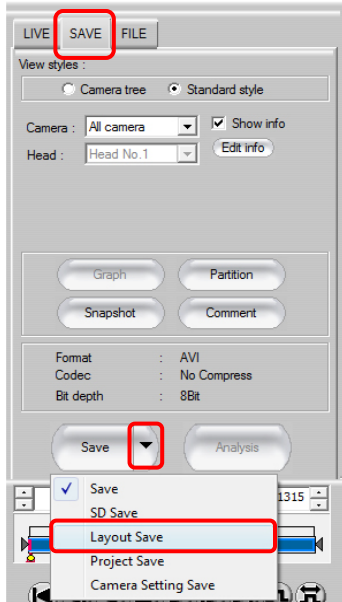 LIVE SAVE FILE
View styles :
Camera tree Standard style
Camera : All camera Show info
Head : Head No.1 Edit info
Graph Partition
Snapshot Comment
Format : AVI
Codec : No Compress
Bit depth : 8Bit
Save Analysis
Save
1315
SD Save
Layout Save
Project Save
Camera Setting Save